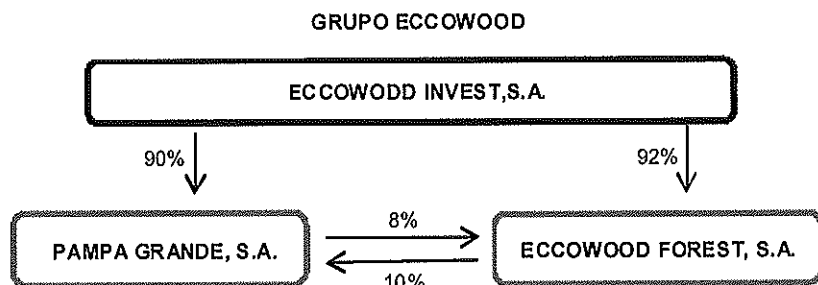 GRUPO ECCOWOOD
ECCOWODD INVEST,S.A.
90%
92%
PAMPA GRANDE, S.A.
8%
10%
ECCOWOOD FOREST, S.A.